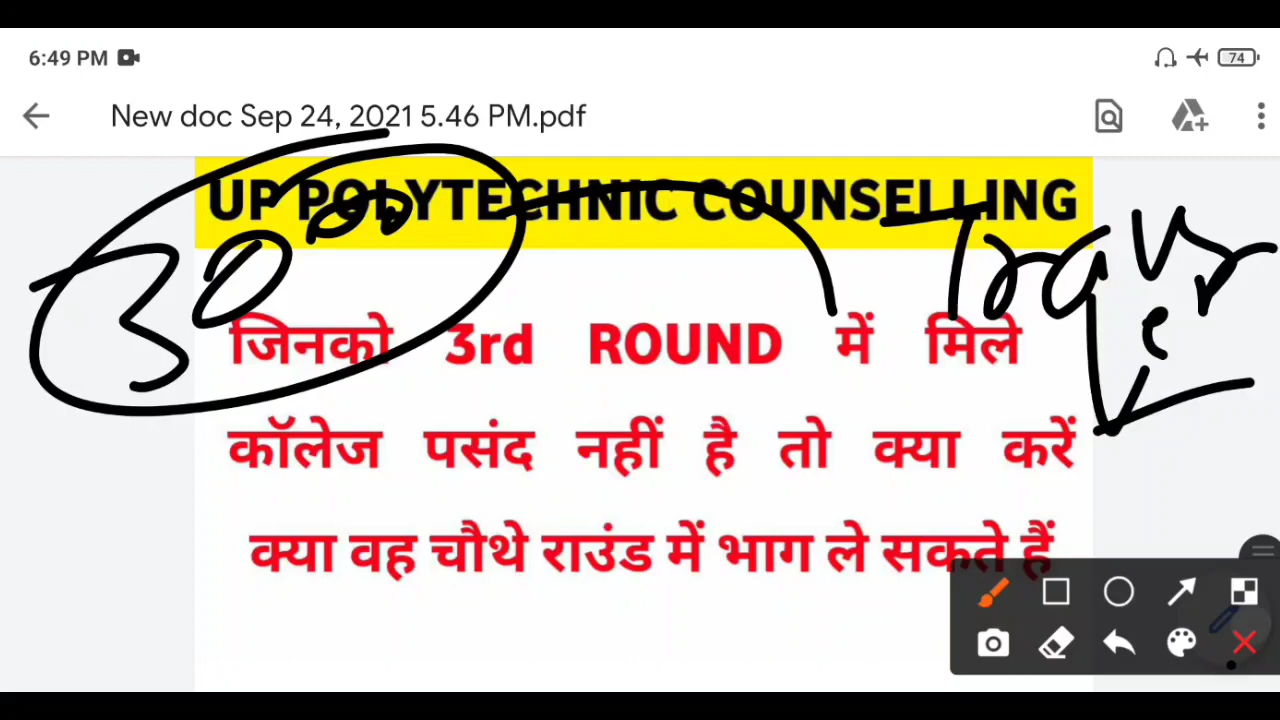 6:49 PM
74
New doc Sep 24, 2021 5.46 PM.pdf
UP POLYTECHNIC COUNSELLING
जिनको 3rd ROUND में मिले
कॉलेज पसंद नहीं है तो क्या करें
क्या वह चौथे राउंड में भाग ले सकते हैं